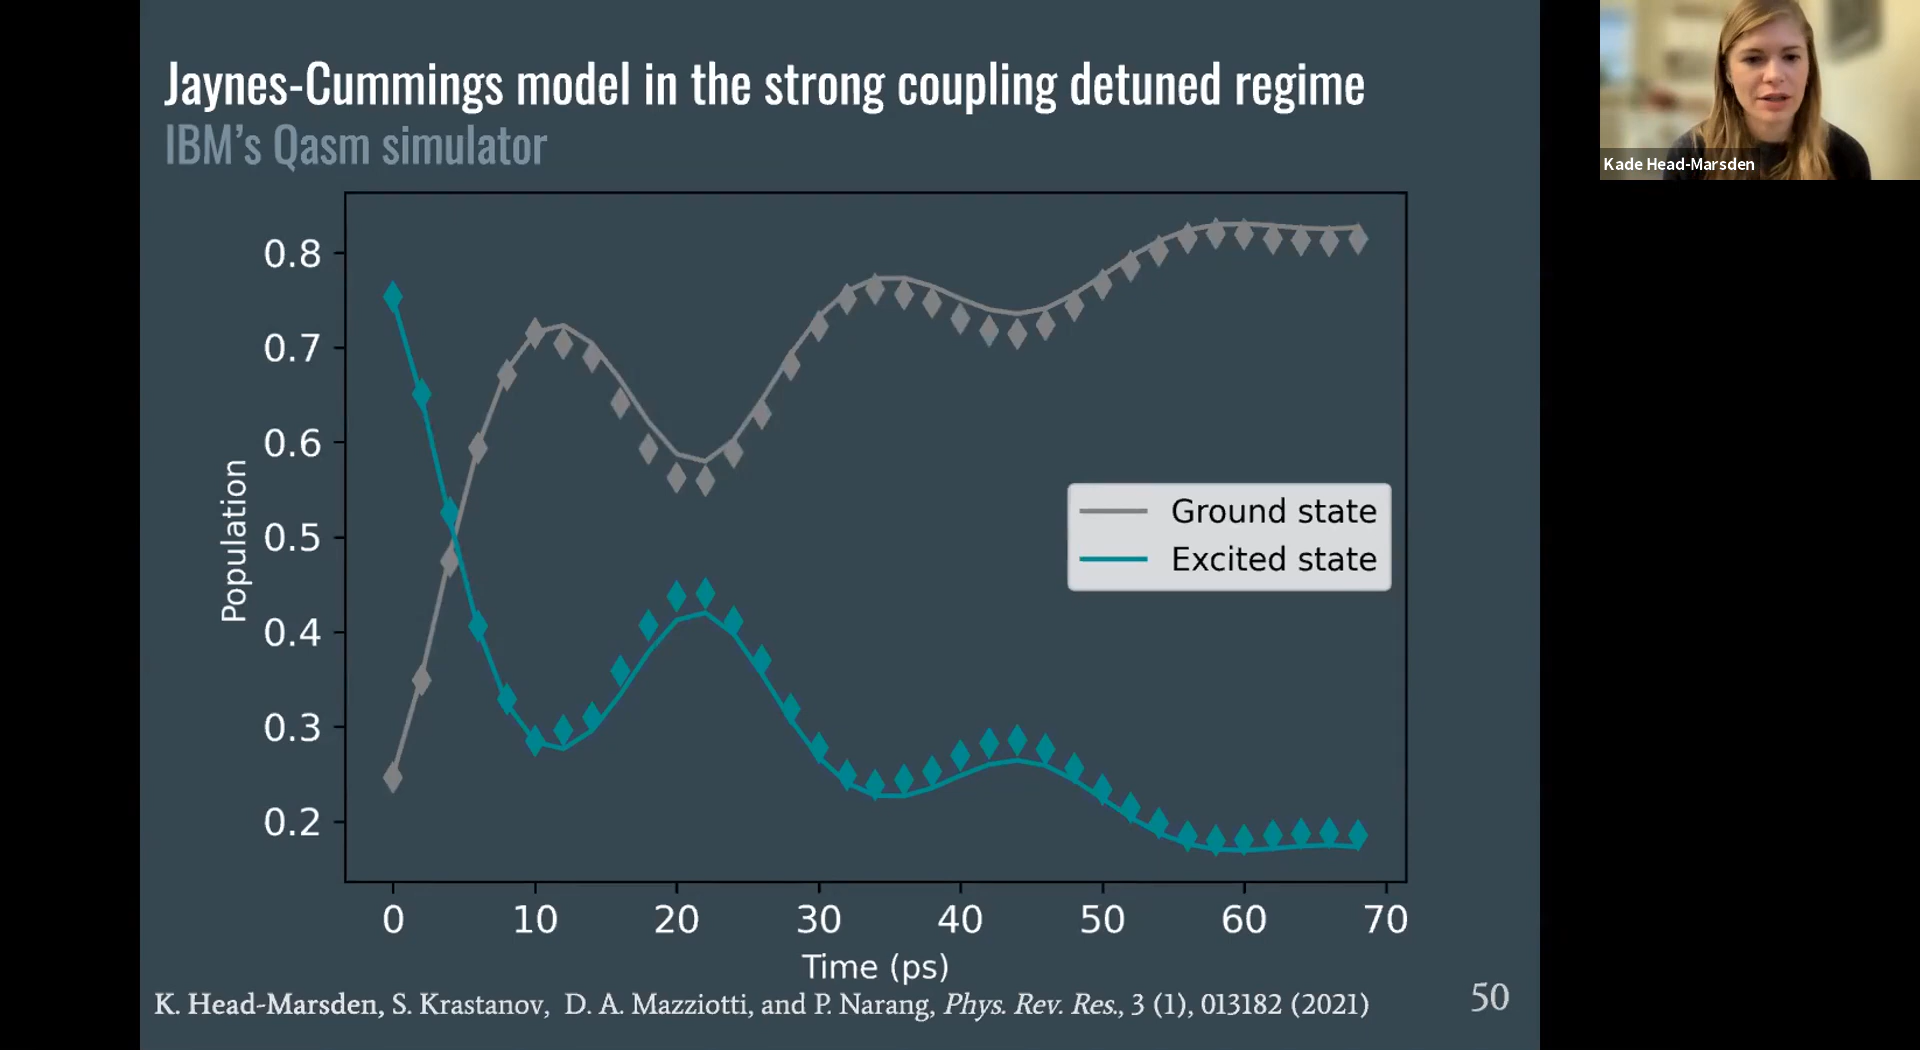 Jaynes-Cummings model in the strong coupling detuned regime
IBM's Qasm simulator
Kade Head-Marsden
0.8
0.7
0.6
0.5
0.4
0.3
0.2
Population
Ground state
Excited state
0 10 20 30 40 50 60 70
Time (ps)
K. Head-Marsden, S. Krastanov, D. A. Mazziotti, and P. Narang, Phys. Rev. Res., 3 (1), 013182 (2021)
50